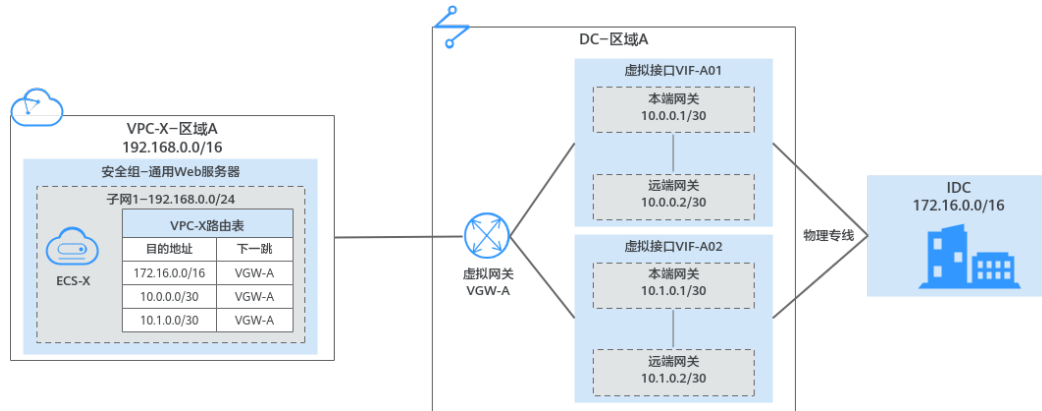 VPC-X-区域A
192.168.0.0/16
安全组-通用Web服务器
子网1-192.168.0.0/24
ECS-X
VPC-X路由表
目的地址 下一跳
172.16.0.0/16 VGW-A
10.0.0.0/30 VGW-A
10.1.0.0/30 VGW-A
DC-区域A
虚拟网关
VGW-A
虚拟接口VIF-A01
本端网关
10.0.0.1/30
远端网关
10.0.0.2/30
虚拟接口VIF-A02
本端网关
10.1.0.1/30
远端网关
10.1.0.2/30
物理专线
IDC
172.16.0.0/16